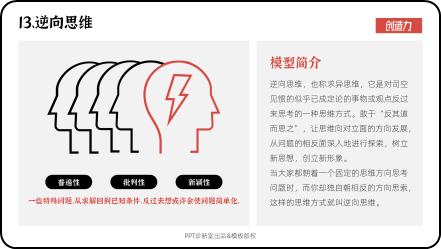 13.逆向思维
创造力
普遍性
批判性
新颖性
一些特殊问题,从求解回到已知条件,反过去想或许会使问题简单化.
模型简介
逆向思维，也称求异思维，它是对司空
见惯的似乎已成定论的事物或观点反过
来思考的一种思维方式。敢于“反其道
而思之”，让思维向对立面的方向发展，
从问题的相反面深入地进行探索，树立
新思想，创立新形象。
当大家都朝着一个固定的思维方向思考
问题时，而你却独自朝相反的方向思索，
这样的思维方式就叫逆向思维。
PPT@新室出品&模板版权